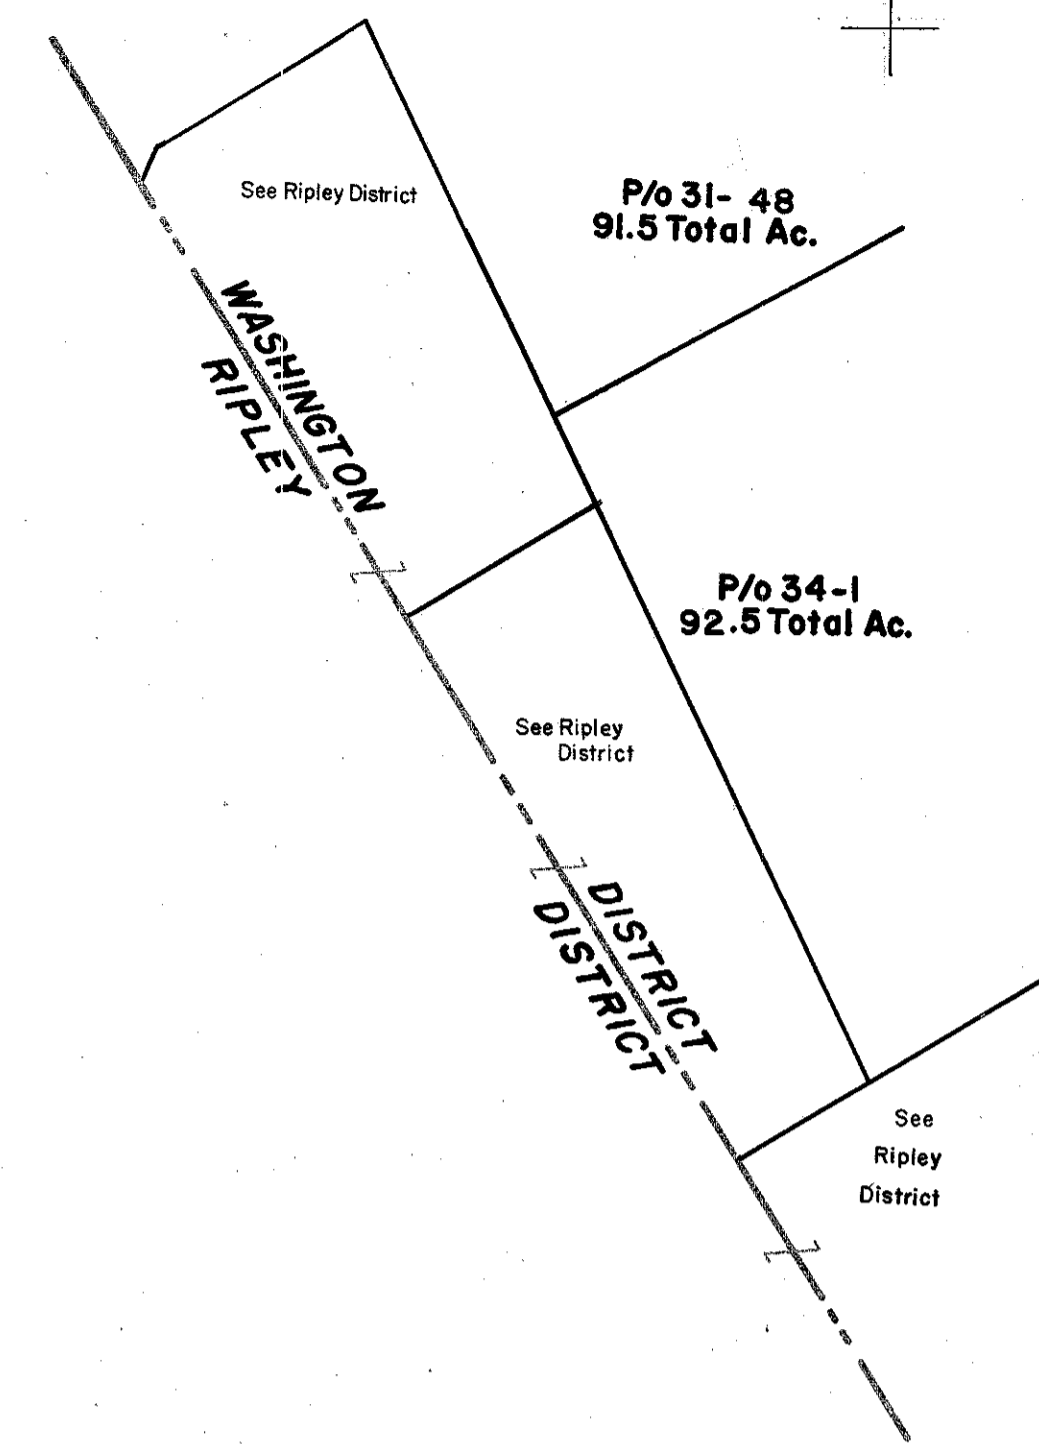 See Ripley District
P/o 31- 48
91.5 Total Ac.
WASHINGTON
RIPLEY
P/o 34-1
92.5 Total Ac.
See Ripley
District
DISTRICT
DISTRICT
See
Ripley
District